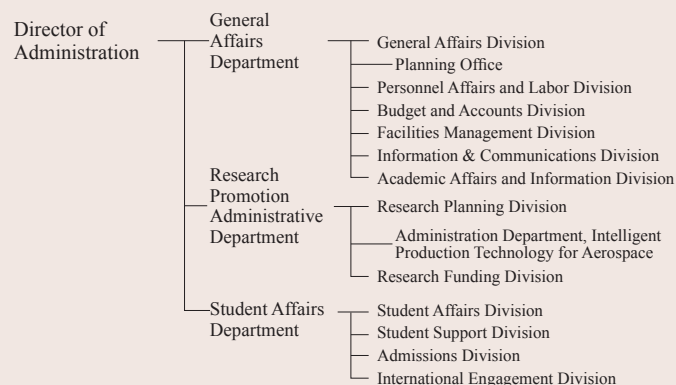 Director of
Administration
General
Affairs
Department
General Affairs Division
Planning Office
Personnel Affairs and Labor Division
Budget and Accounts Division
Facilities Management Division
Information & Communications Division
Academic Affairs and Information Division
Research
Promotion
Administrative
Department
Research Planning Division
Administration Department, Intelligent
Production Technology for Aerospace
Research Funding Division
Student Affairs
Department
Student Affairs Division
Student Support Division
Admissions Division
International Engagement Division